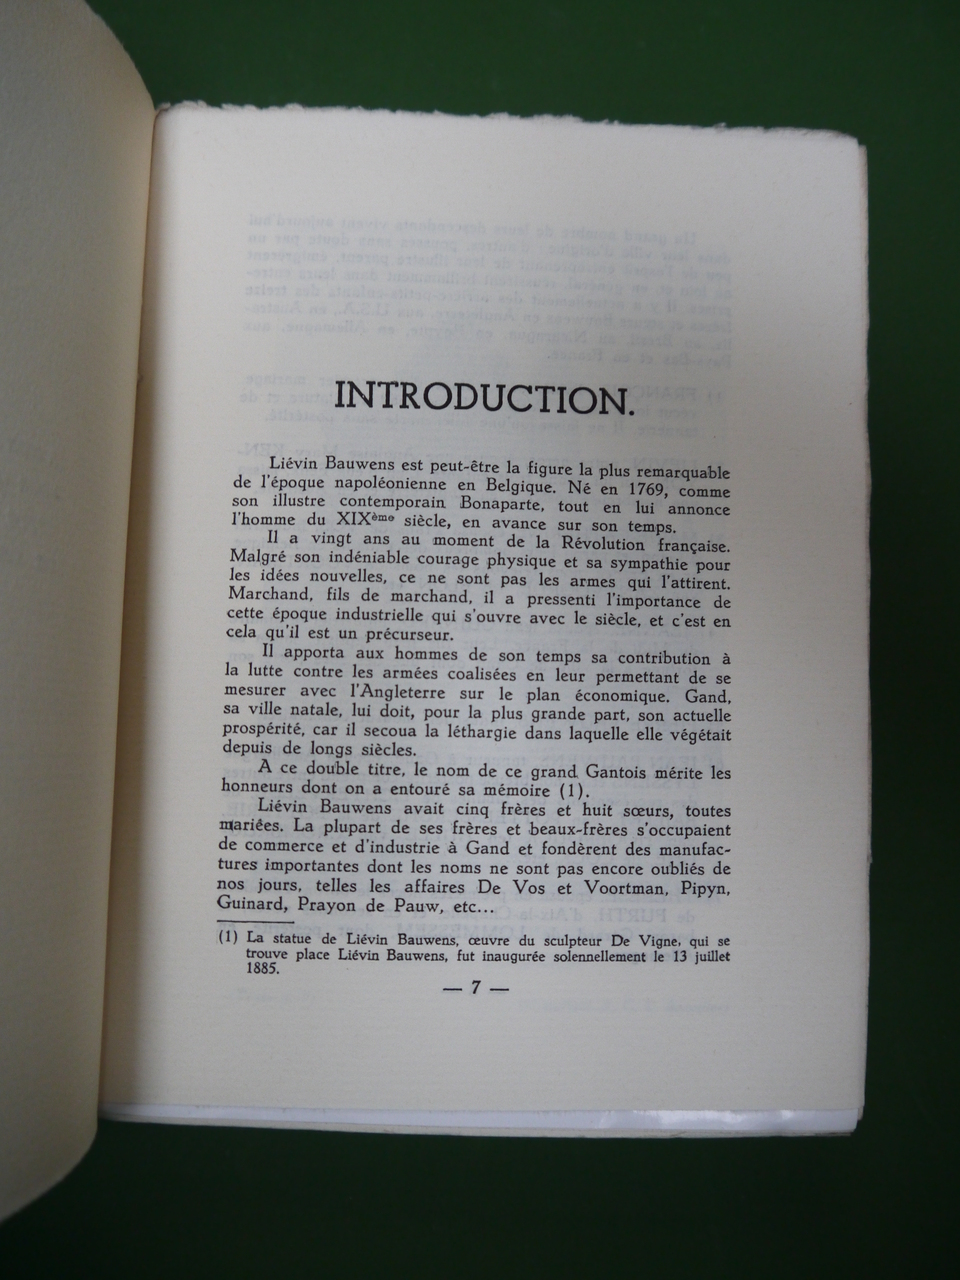 INTRODUCTION.
Liévin Bauwens est peut-être la figure la plus remarquable
de l'époque napoléonienne en Belgique. Né en 1769, comme
son illustre contemporain Bonaparte, tout en lui annonce
l'homme du XIXème siècle, en avance sur son temps.
Il a vingt ans au moment de la Révolution française.
Malgré son indéniable courage physique et sa sympathie pour
les idées nouvelles, ce ne sont pas les armes qui l'attirent.
Marchand, fils de marchand, il a pressenti l'importance de
cette époque industrielle qui s'ouvre avec le siècle, et c'est en
cela qu'il est un précurseur.
Il apporta aux hommes de son temps sa contribution à
la lutte contre les armées coalisées en leur permettant de se
mesurer avec l'Angleterre sur le plan économique. Gand,
sa ville natale, lui doit, pour la plus grande part, son actuelle
prospérité, car il secoua la léthargie dans laquelle elle végétait
depuis de longs siècles.
A ce double titre, le nom de ce grand Gantois mérite les
honneurs dont on a entouré sa mémoire (1).
Liévin Bauwens avait cinq frères et huit sœurs, toutes
mariées. La plupart de ses frères et beaux-frères s'occupaient
de commerce et d'industrie à Gand et fondèrent des manufac-
tures importantes dont les noms ne sont pas encore oubliés de
nos jours, telles les affaires De Vos et Voortman, Pipyn,
Guinard, Prayon de Pauw, etc...
(1) La statue de Liévin Bauwens, œuvre du sculpteur De Vigne, qui se
trouve place Liévin Bauwens, fut inaugurée solennellement le 13 juillet
1885.
— 7 —